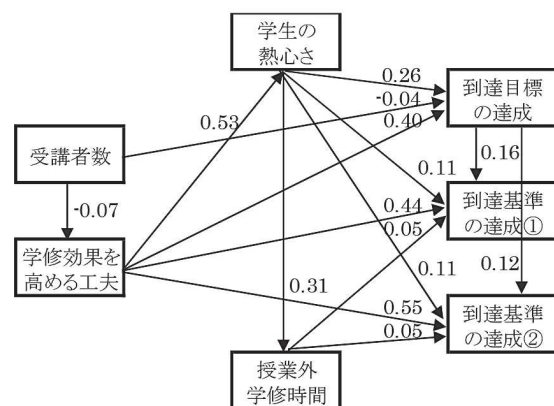 学生の
熱心さ
0.26
-0.04
0.40
到達目標
の達成
0.53
受講者数
0.16
0.11
-0.07
0.44
0.05
到達基準
の達成①
学修効果を
高める工夫
0.11
0.12
0.31
0.55
0.05
到達基準
の達成②
授業外
学修時間